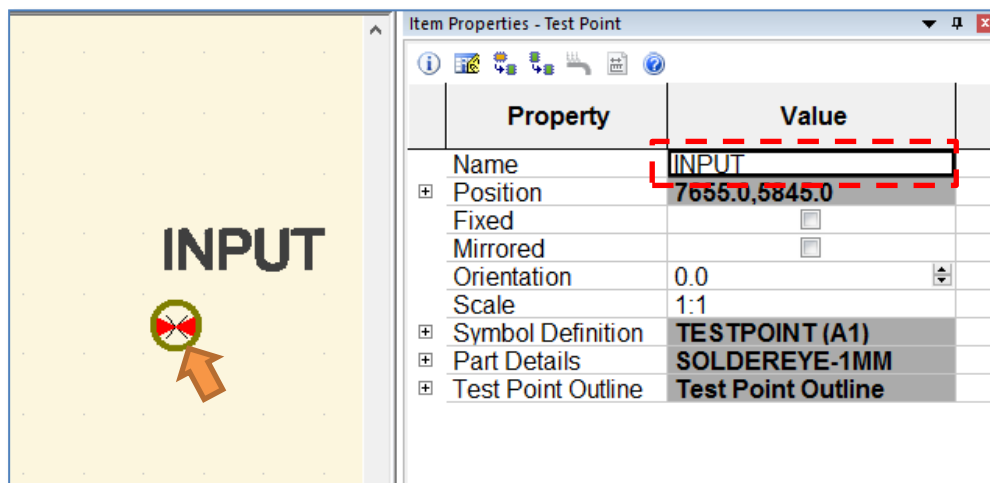 INPUT
Item Properties - Test Point
Property Value
Name INPUT
Position 7655.0,5845.0
Fixed
Mirrored
Orientation 0.0
Scale 1:1
Symbol Definition TESTPOINT (A1)
Part Details SOLDEREYE-1MM
Test Point Outline Test Point Outline